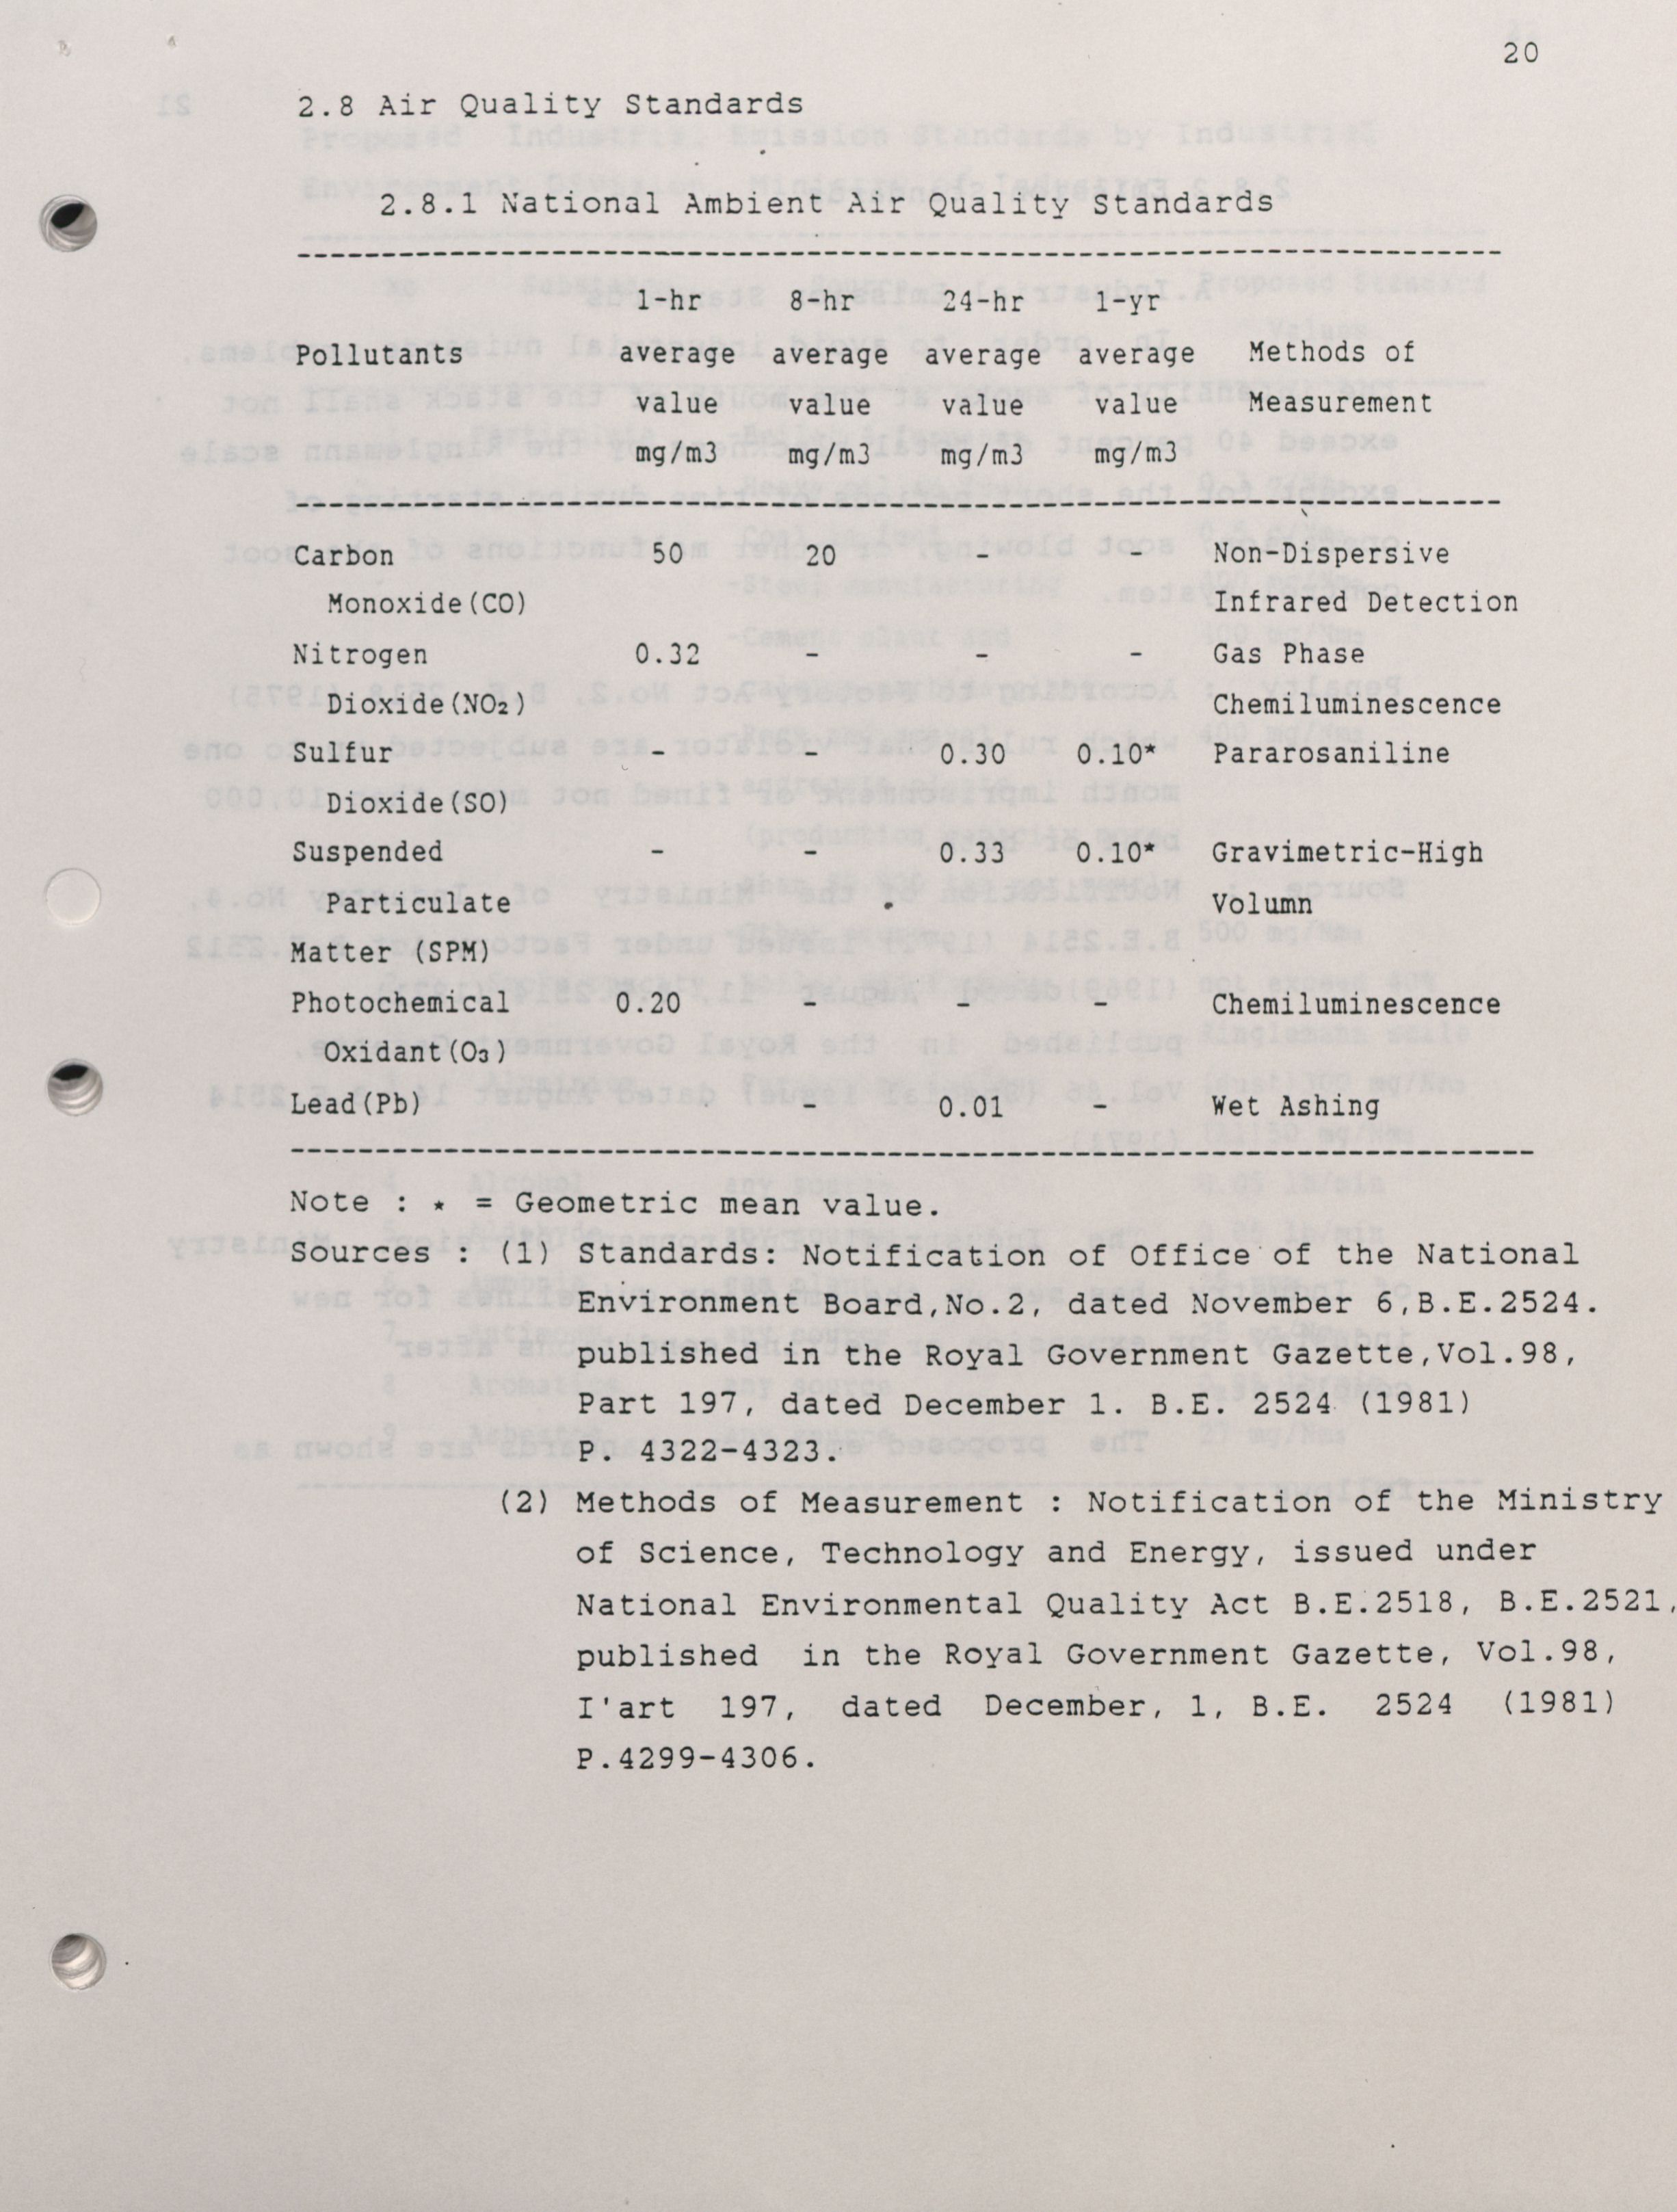 20
2.8 Air Quality Standards
2.8.1 National Ambient Air Quality Standards
1-hr 8-hr 24-hr 1-yr
Pollutants average average average average Methods of
value value value value Measurement
mg/m3 mg/m3 mg/m3 mg/m3
Carbon 50 20 - - Non-Dispersive
Monoxide(CO) Infrared Detection
Nitrogen 0.32 - - - Gas Phase
Dioxide(NO2) Chemiluminescence
Sulfur - - 0.30 0.10* Pararosaniline
Dioxide(SO)
Suspended - - 0.33 0.10* Gravimetric-High
Particulate Volumn
Matter (SPM)
Photochemical 0.20 - - - Chemiluminescence
Oxidant(O3)
Lead(Pb) - 0.01 - Wet Ashing
Note : * = Geometric mean value.
Sources : (1) Standards: Notification of Office of the National
Environment Board,No.2, dated November 6,B.E.2524.
published in the Royal Government Gazette,Vol.98,
Part 197, dated December 1. B.E. 2524 (1981)
P. 4322-4323.
(2) Methods of Measurement : Notification of the Ministry
of Science, Technology and Energy, issued under
National Environmental Quality Act B.E.2518, B.E.2521,
published in the Royal Government Gazette, Vol.98,
I'art 197, dated December, 1, B.E. 2524 (1981)
P.4299-4306.